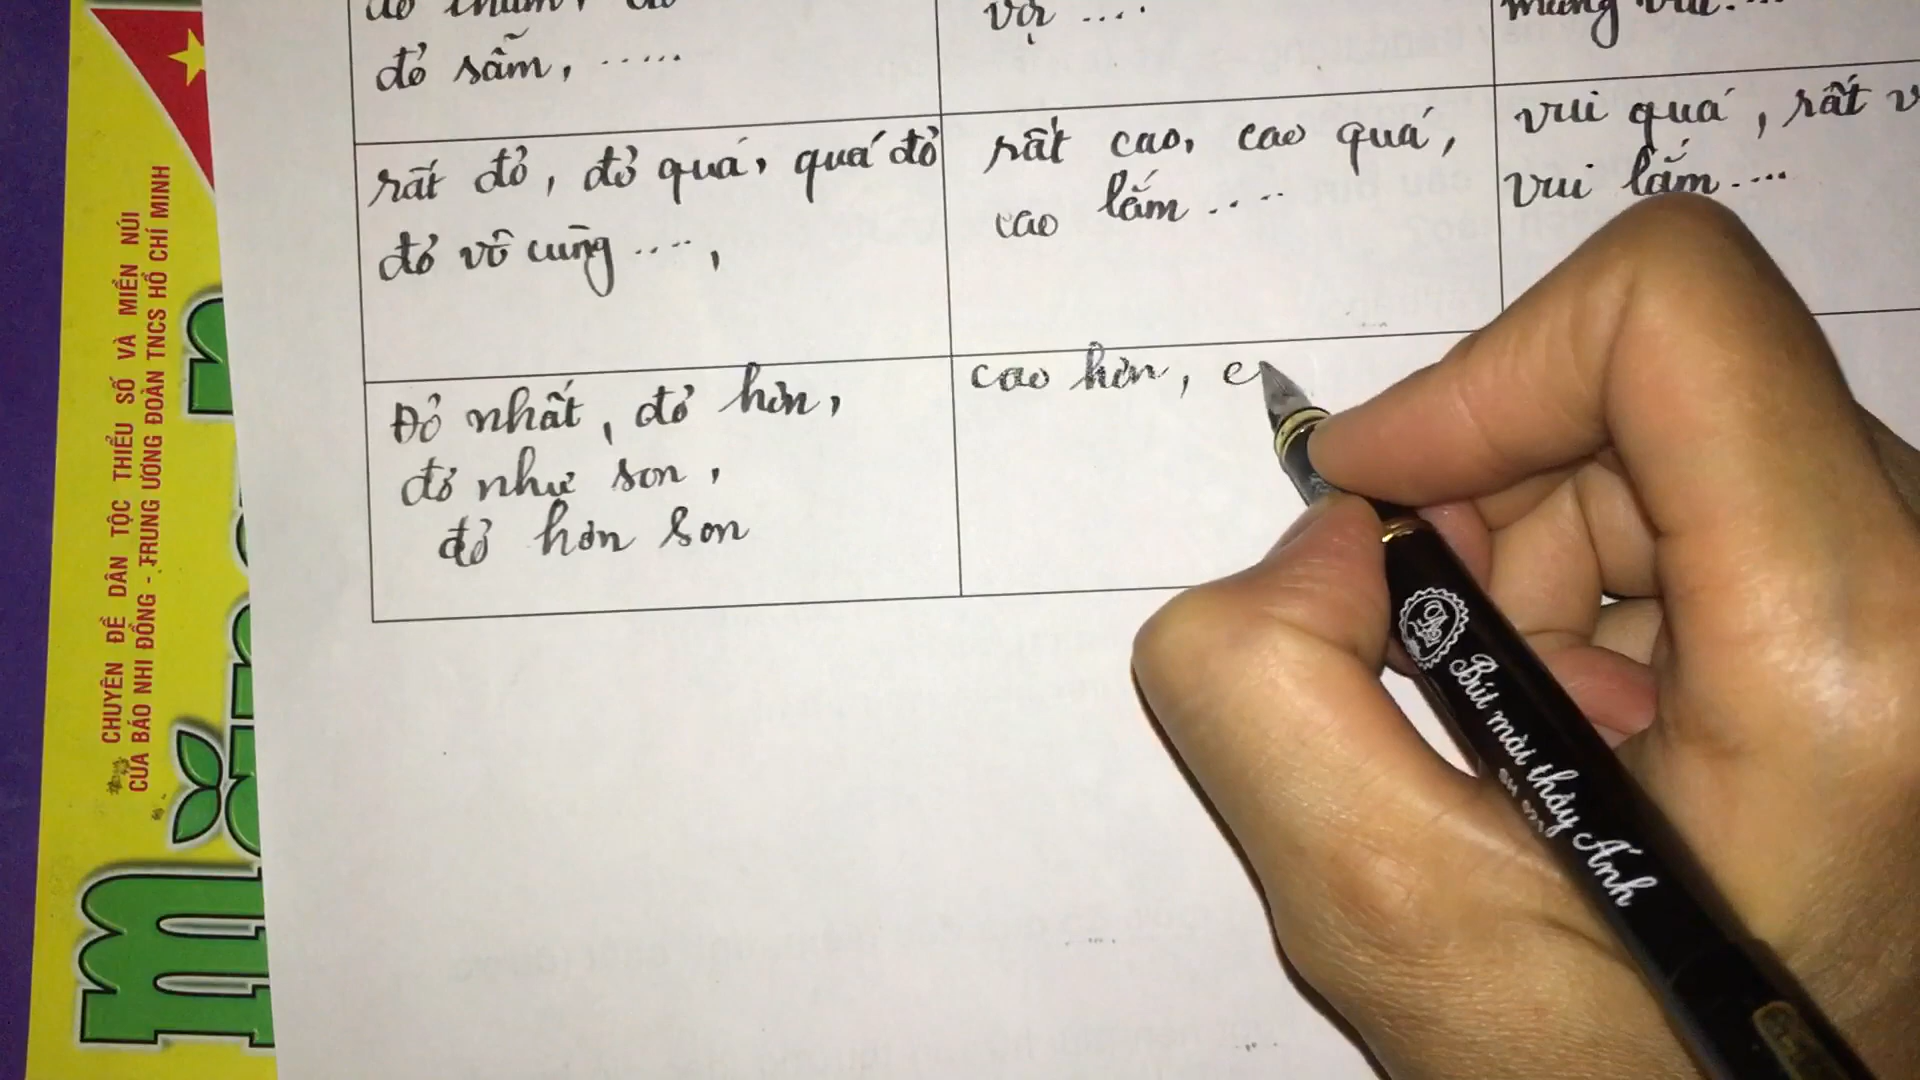 đỏ sẫm, .....
vợ ....
rất đỏ, đỏ quá, quá đỏ
đỏ vô cùng ....,
rất cao, cao quá,
cao lắm ....
vui quá, rất v
vui lắm ....
Đỏ nhất, đỏ hơn,
đỏ như son,
đỏ hơn son
cao hơn, c
CHUYÊN ĐỀ DÂN TỘC THIỂU SỐ VÀ MIỀN NÚI
CỦA BÁO NHI ĐỒNG - TRUNG ƯƠNG ĐOÀN TNCS HỒ CHÍ MINH
Bút mài thầy Ánh